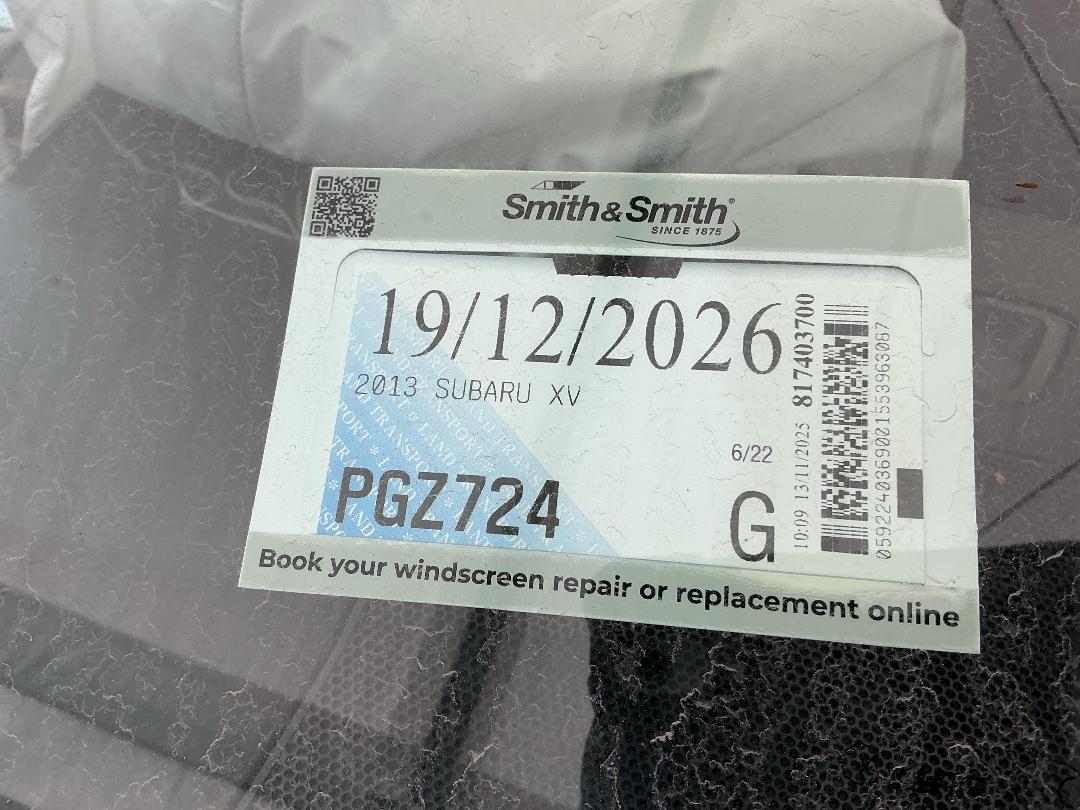 Smith&Smith®
SINCE 1875
19/12/2026
2013 SUBARU XV
6/22
PGZ724
G
10:09 13/11/2025 817403700
0592240369001553963087
Book your windscreen repair or replacement online